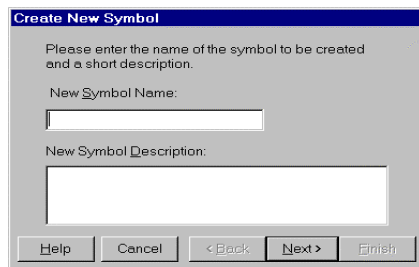 Create New Symbol
Please enter the name of the symbol to be created
and a short description.
New Symbol Name:
New Symbol Description:
Help Cancel < Back Next > Finish